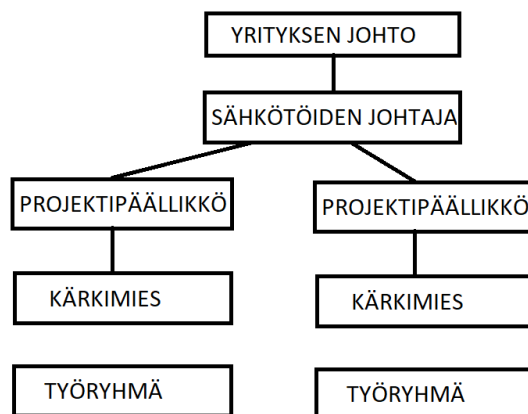 YRITYKSEN JOHTO
SÄHKÖTÖIDEN JOHTAJA
PROJEKTIPÄÄLLIKKÖ
PROJEKTIPÄÄLLIKKÖ
KÄRKIMIES
KÄRKIMIES
TYÖRYHMÄ
TYÖRYHMÄ